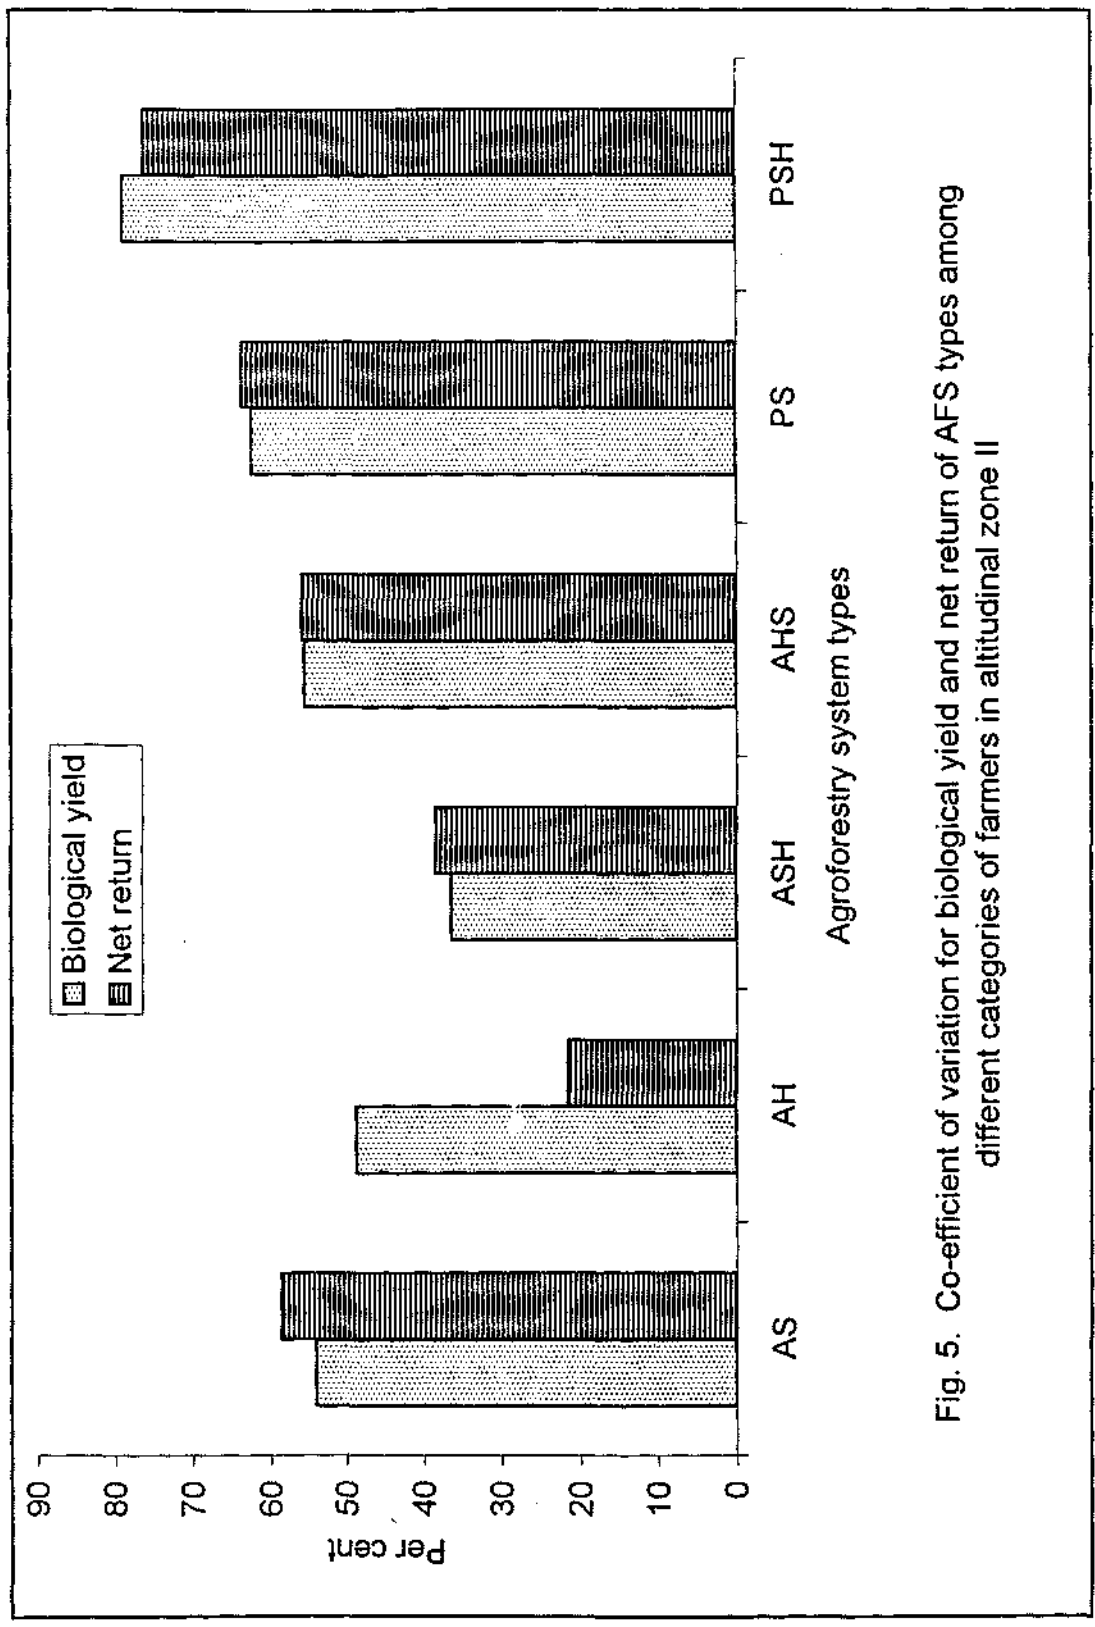 90
80
70
60
50
40
30
20
10
0
Per cent
Biological yield
Net return
AS
AH
ASH
AHS
PS
PSH
Agroforestry system types
Fig. 5. Co-efficient of variation for biological yield and net return of AFS types among
different categories of farmers in altitudinal zone II